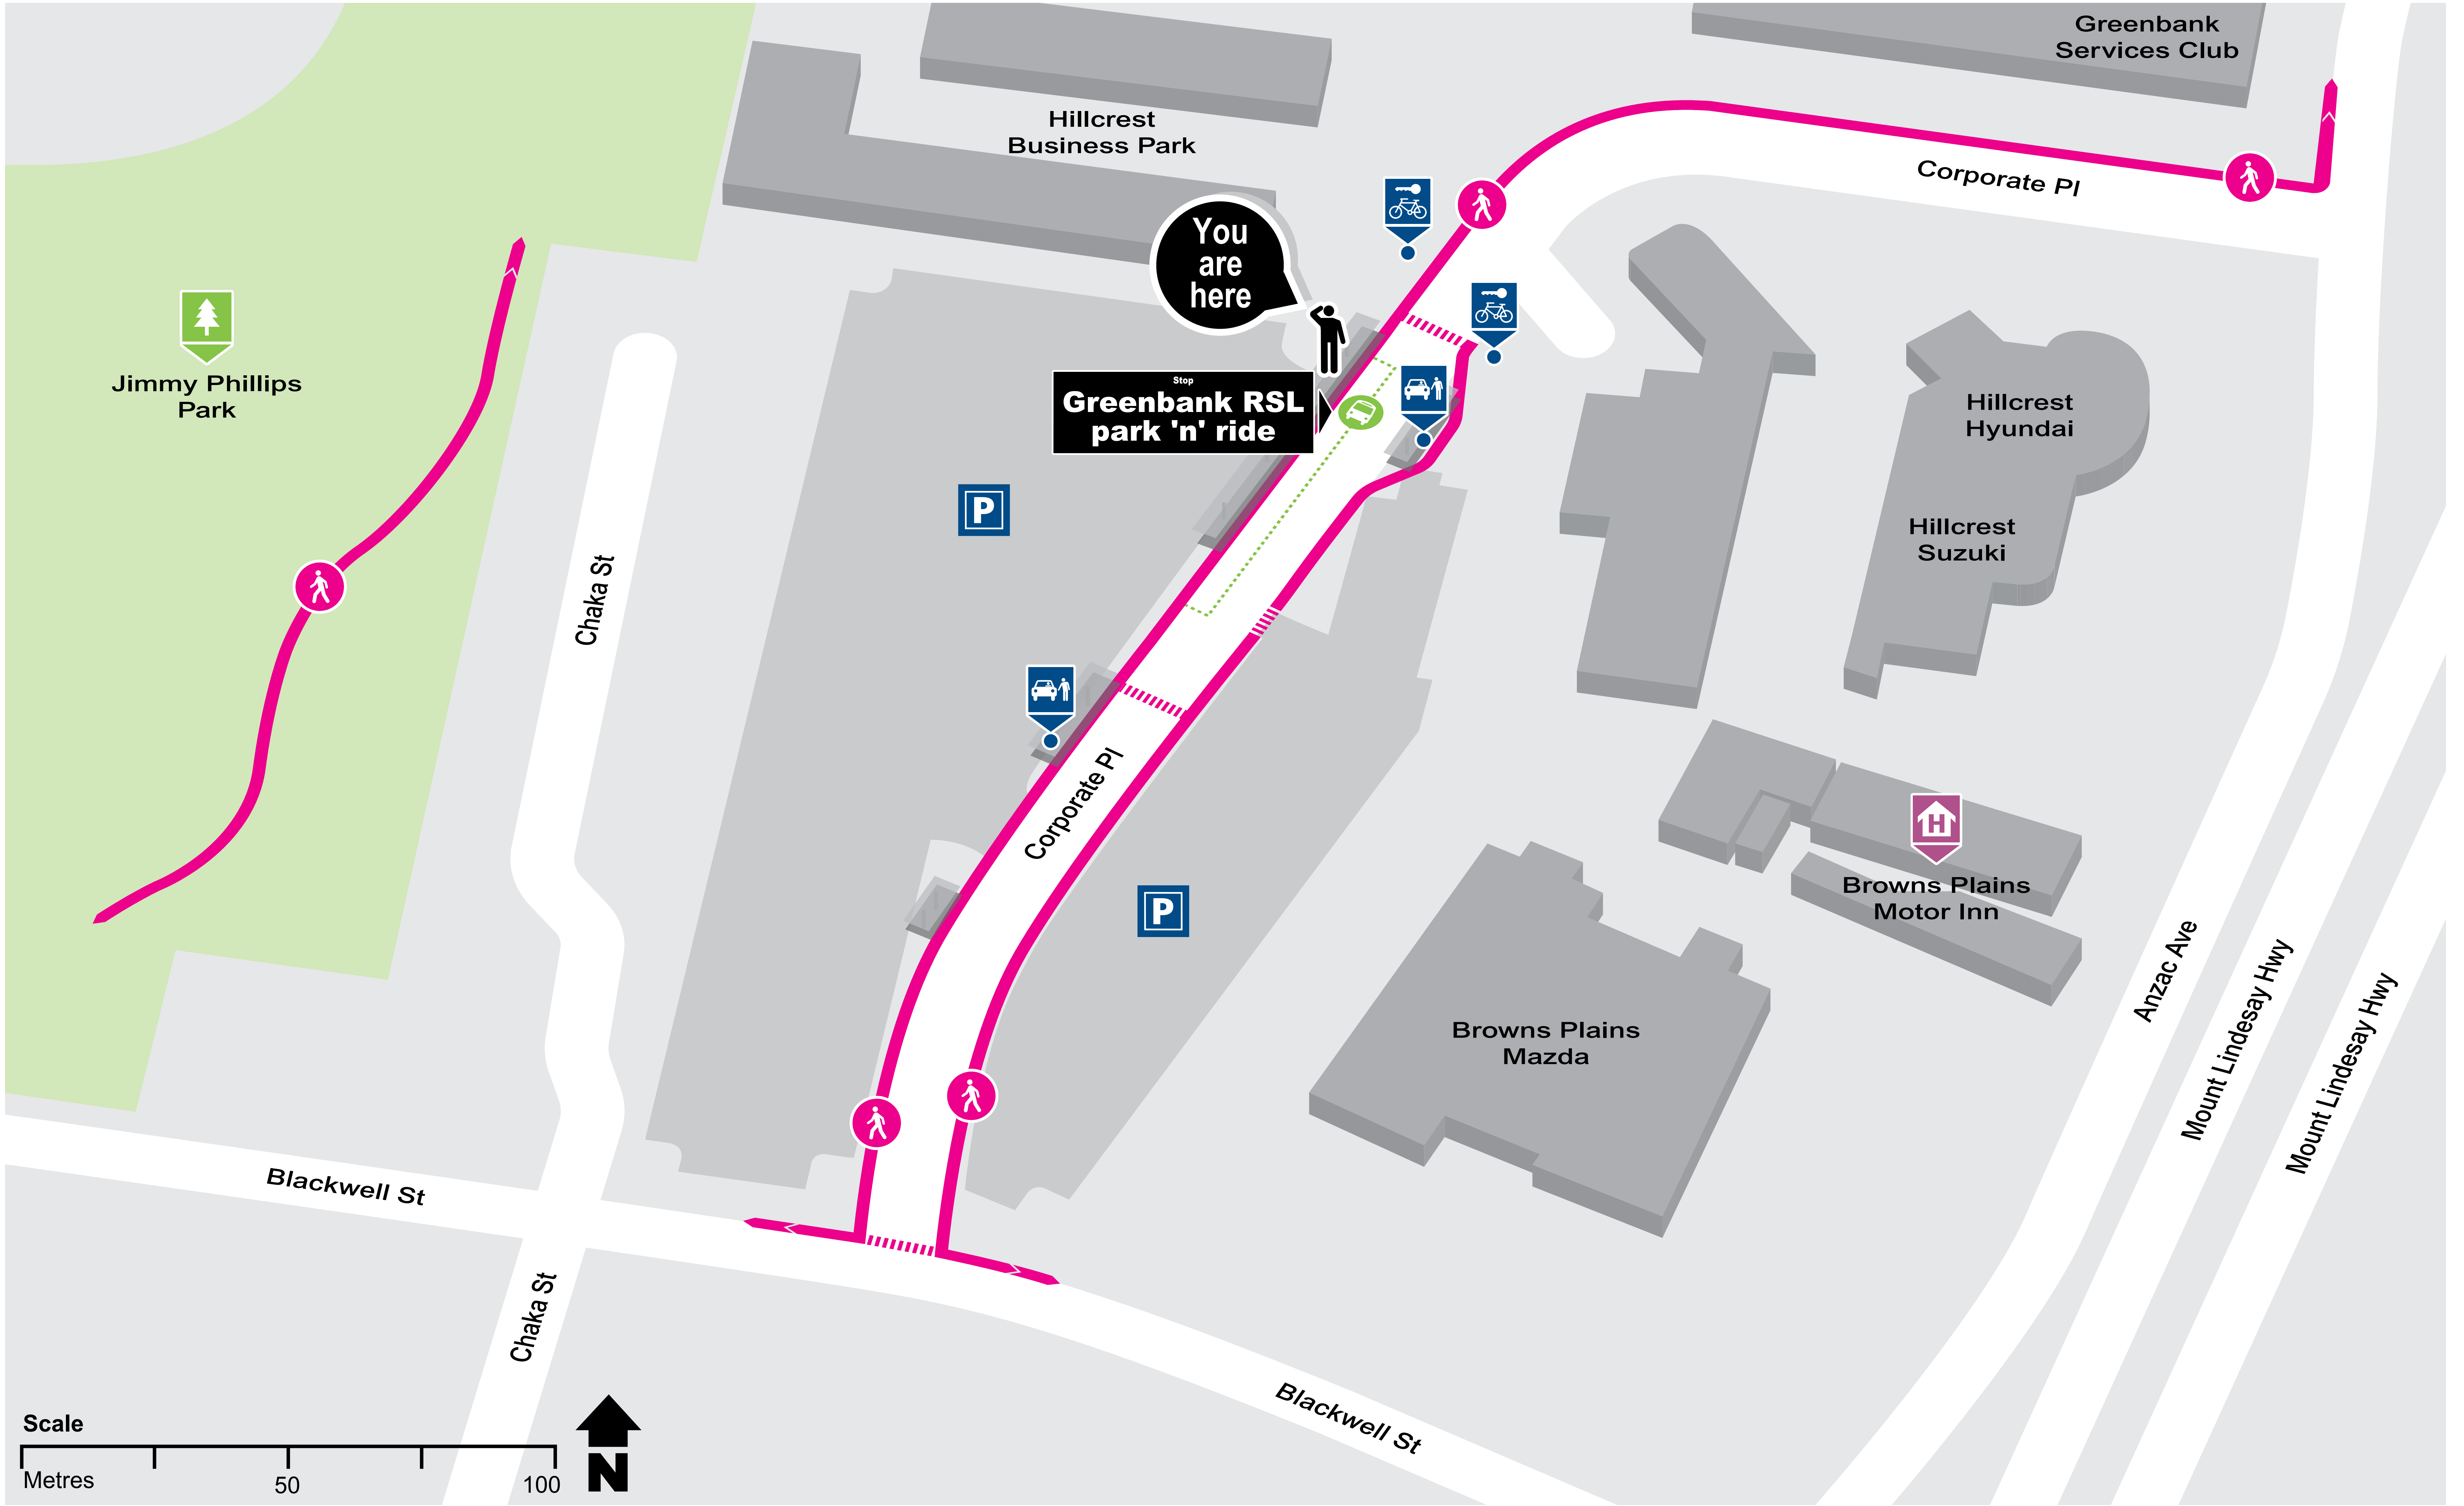 Greenbank
Services Club
Hillcrest
Business Park
Corporate Pl
You
are
here
Jimmy Phillips
Park
Stop
Greenbank RSL
park 'n' ride
Hillcrest
Hyundai
P
Hillcrest
Suzuki
Chaka St
Corporate Pl
H
Browns Plains
Motor Inn
P
Browns Plains
Mazda
Anzac Ave
Mount Lindesay Hwy
Mount Lindesay Hwy
Blackwell St
Chaka St
Blackwell St
Scale
Metres
50
100
N